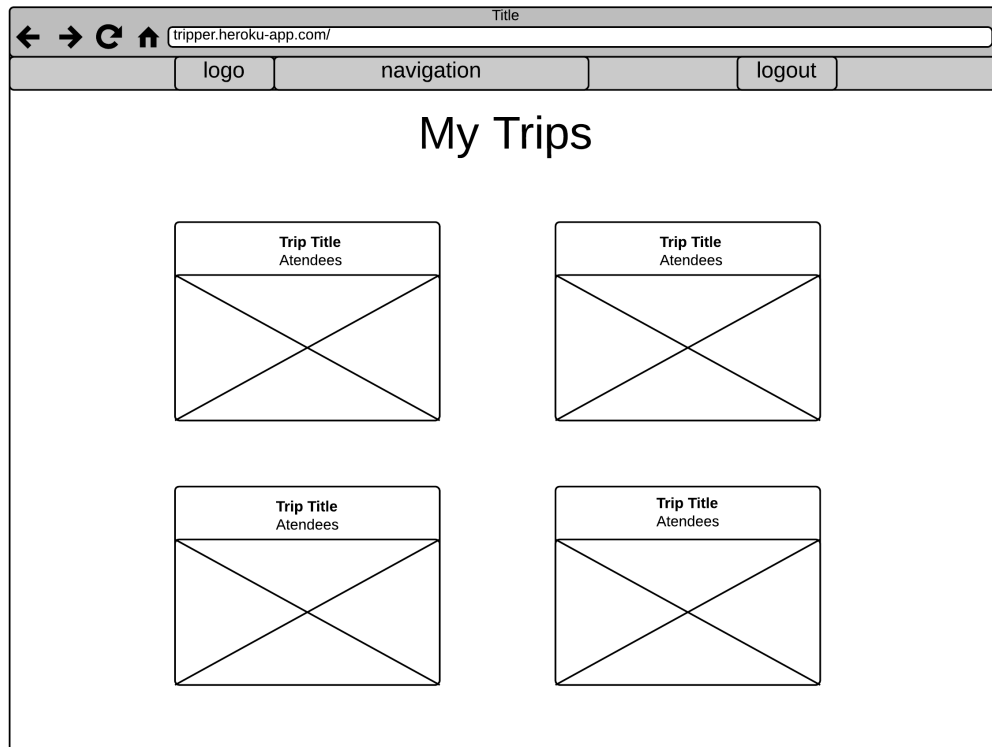 Title
tripper.heroku-app.com/
logo navigation logout
My Trips
Trip Title
Atendees
Trip Title
Atendees
Trip Title
Atendees
Trip Title
Atendees